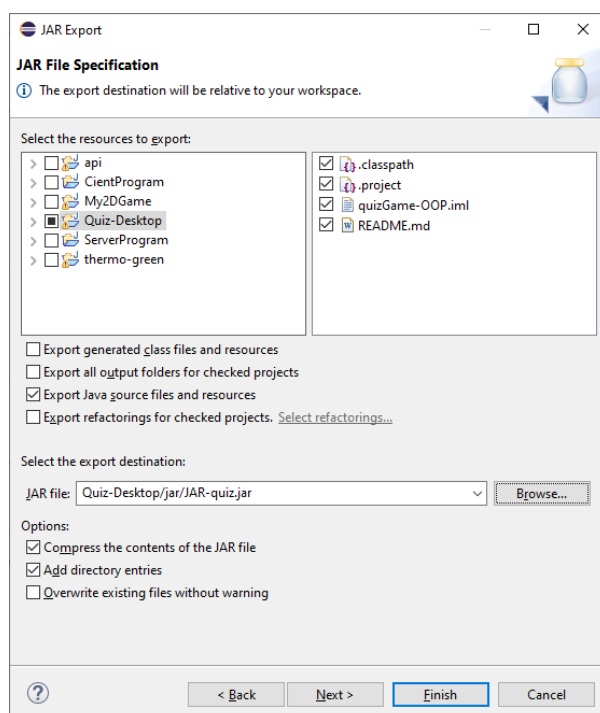 JAR Export
JAR File Specification
The export destination will be relative to your workspace.
Select the resources to export:
api
CientProgram
My2DGame
Quiz-Desktop
ServerProgram
thermo-green
.classpath
.project
quizGame-OOP.iml
README.md
Export generated class files and resources
Export all output folders for checked projects
Export Java source files and resources
Export refactorings for checked projects. Select refactorings...
Select the export destination:
JAR file: Quiz-Desktop/jar/JAR-quiz.jar Browse...
Options:
Compress the contents of the JAR file
Add directory entries
Overwrite existing files without warning
? < Back Next > Finish Cancel